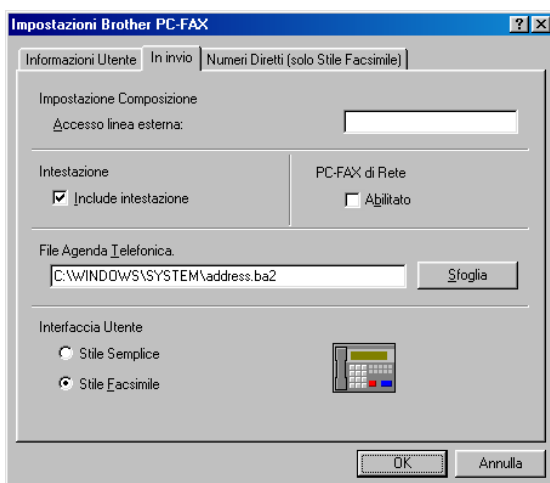 Impostazioni Brother PC-FAX
Informazioni Utente In invio Numeri Diretti (solo Stile Facsimile)
Impostazione Composizione
Accesso linea esterna:
Intestazione PC-FAX di Rete
Include intestazione Abilitato
File Agenda Telefonica.
C:\WINDOWS\SYSTEM\address.ba2 Sfoglia
Interfaccia Utente
Stile Semplice
Stile Facsimile
OK Annulla